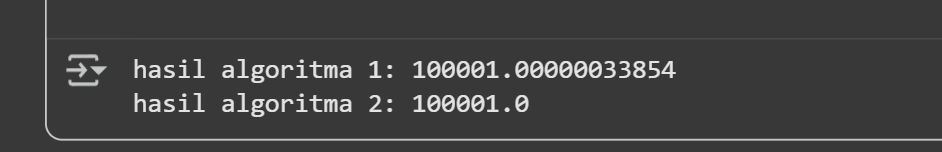 hasil algoritma 1: 100001.00000033854
hasil algoritma 2: 100001.0